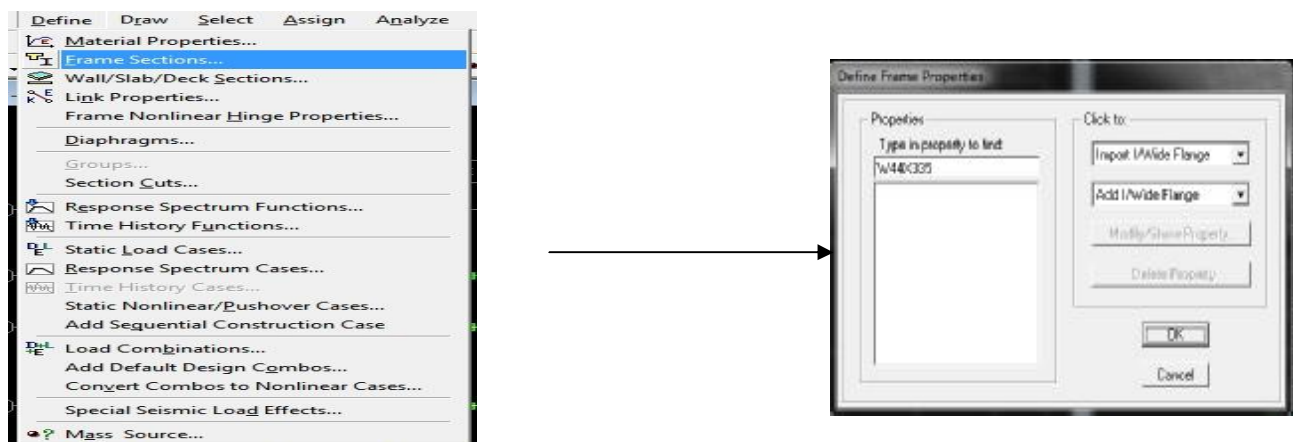 Define Draw Select Assign Analyze
Material Properties...
Frame Sections...
Wall/Slab/Deck Sections...
Link Properties...
Frame Nonlinear Hinge Properties...
Diaphragms...
Groups...
Section Cuts...
Response Spectrum Functions...
Time History Functions...
Static Load Cases...
Response Spectrum Cases...
Time History Cases...
Static Nonlinear/Pushover Cases...
Add Sequential Construction Case
Load Combinations...
Add Default Design Combos...
Convert Combos to Nonlinear Cases...
Special Seismic Load Effects...
Mass Source...
Define Frame Properties
Properties
Type in property to find:
W44X335
Click to:
Import I/Wide Flange
Add I/Wide Flange
Modify/Show Property...
Delete Property
OK
Cancel